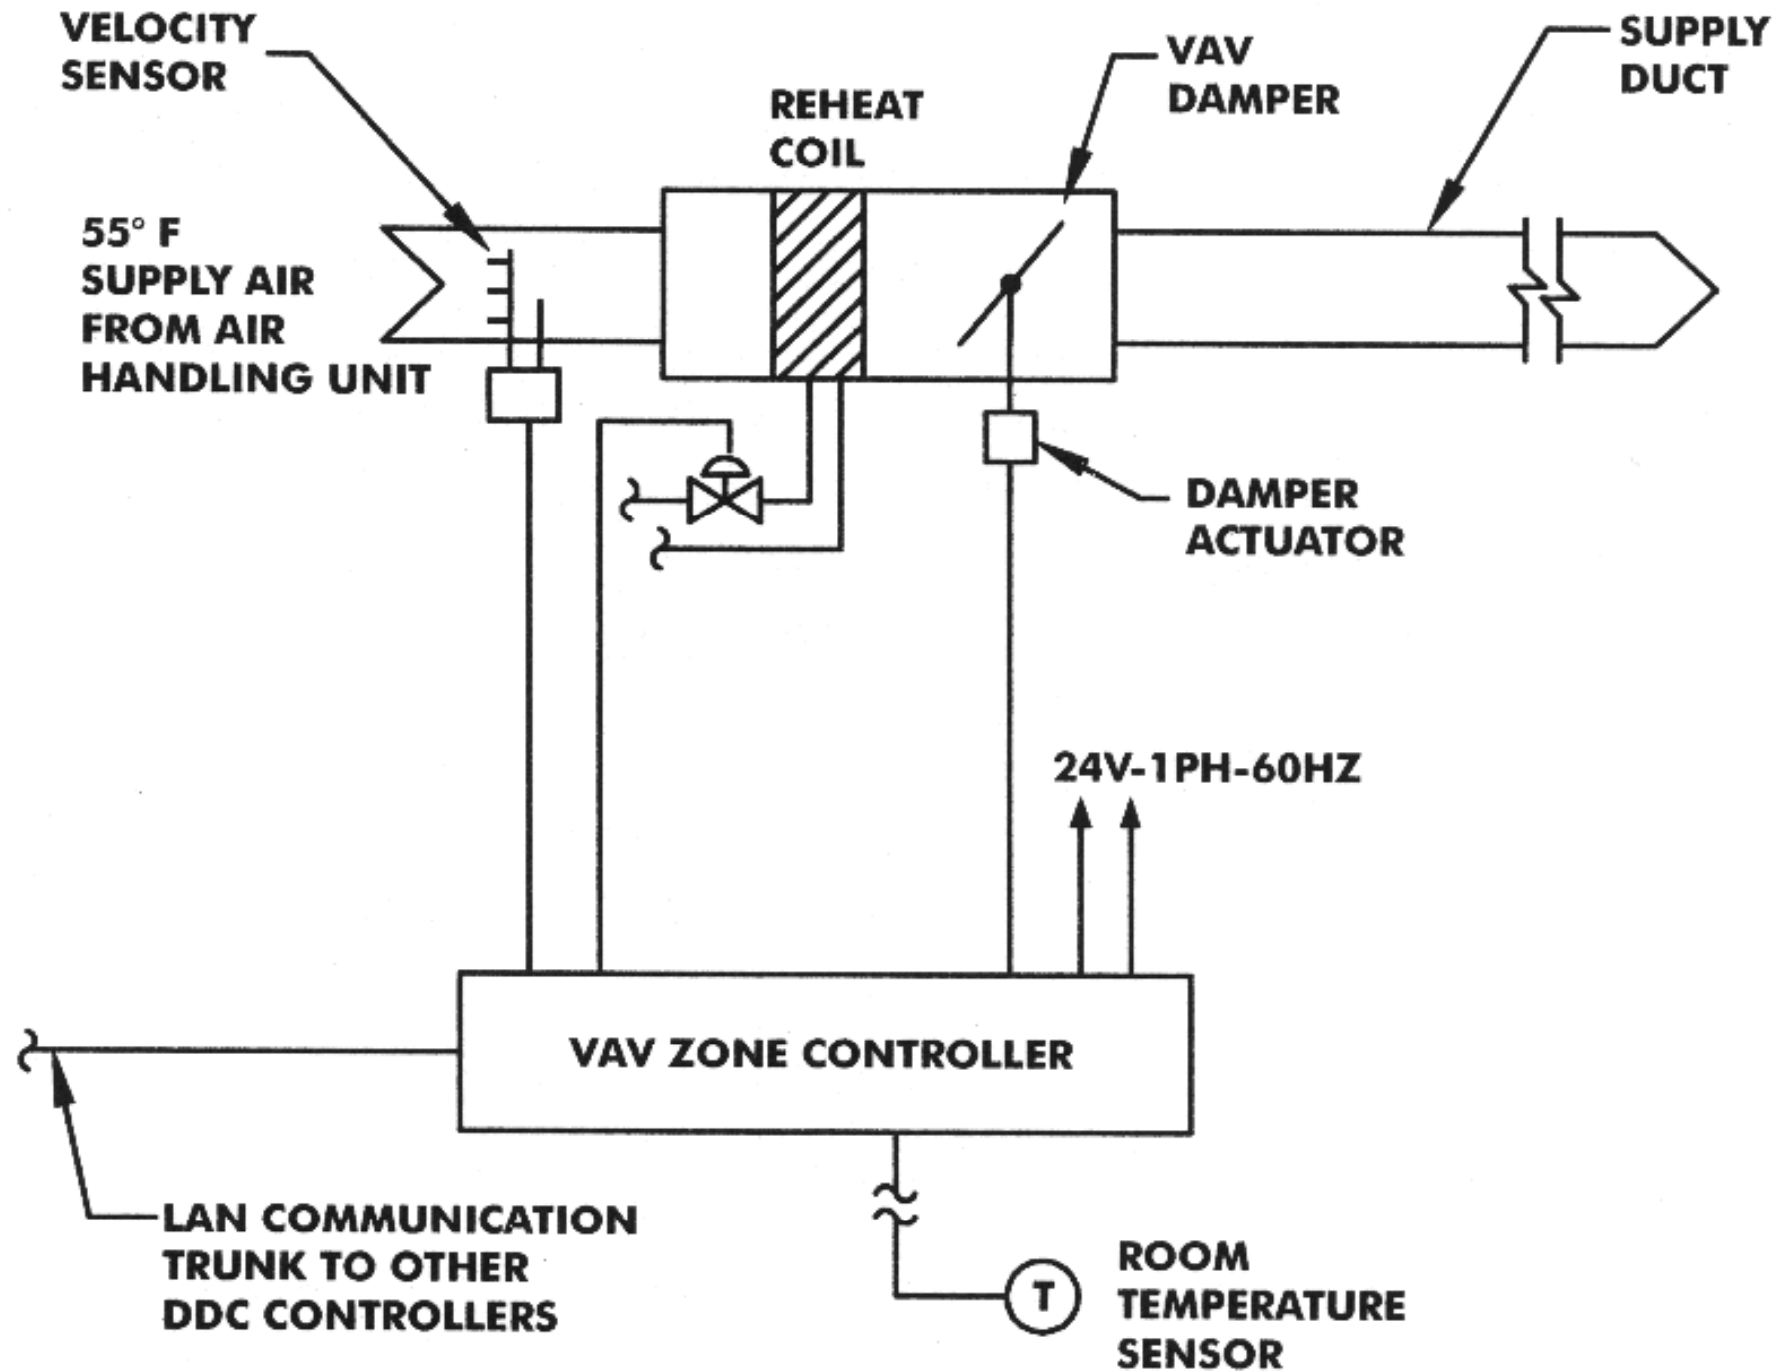 VELOCITY
SENSOR
REHEAT
COIL
VAV
DAMPER
SUPPLY
DUCT
55° F
SUPPLY AIR
FROM AIR
HANDLING UNIT
DAMPER
ACTUATOR
24V-1PH-60HZ
VAV ZONE CONTROLLER
LAN COMMUNICATION
TRUNK TO OTHER
DDC CONTROLLERS
T
ROOM
TEMPERATURE
SENSOR